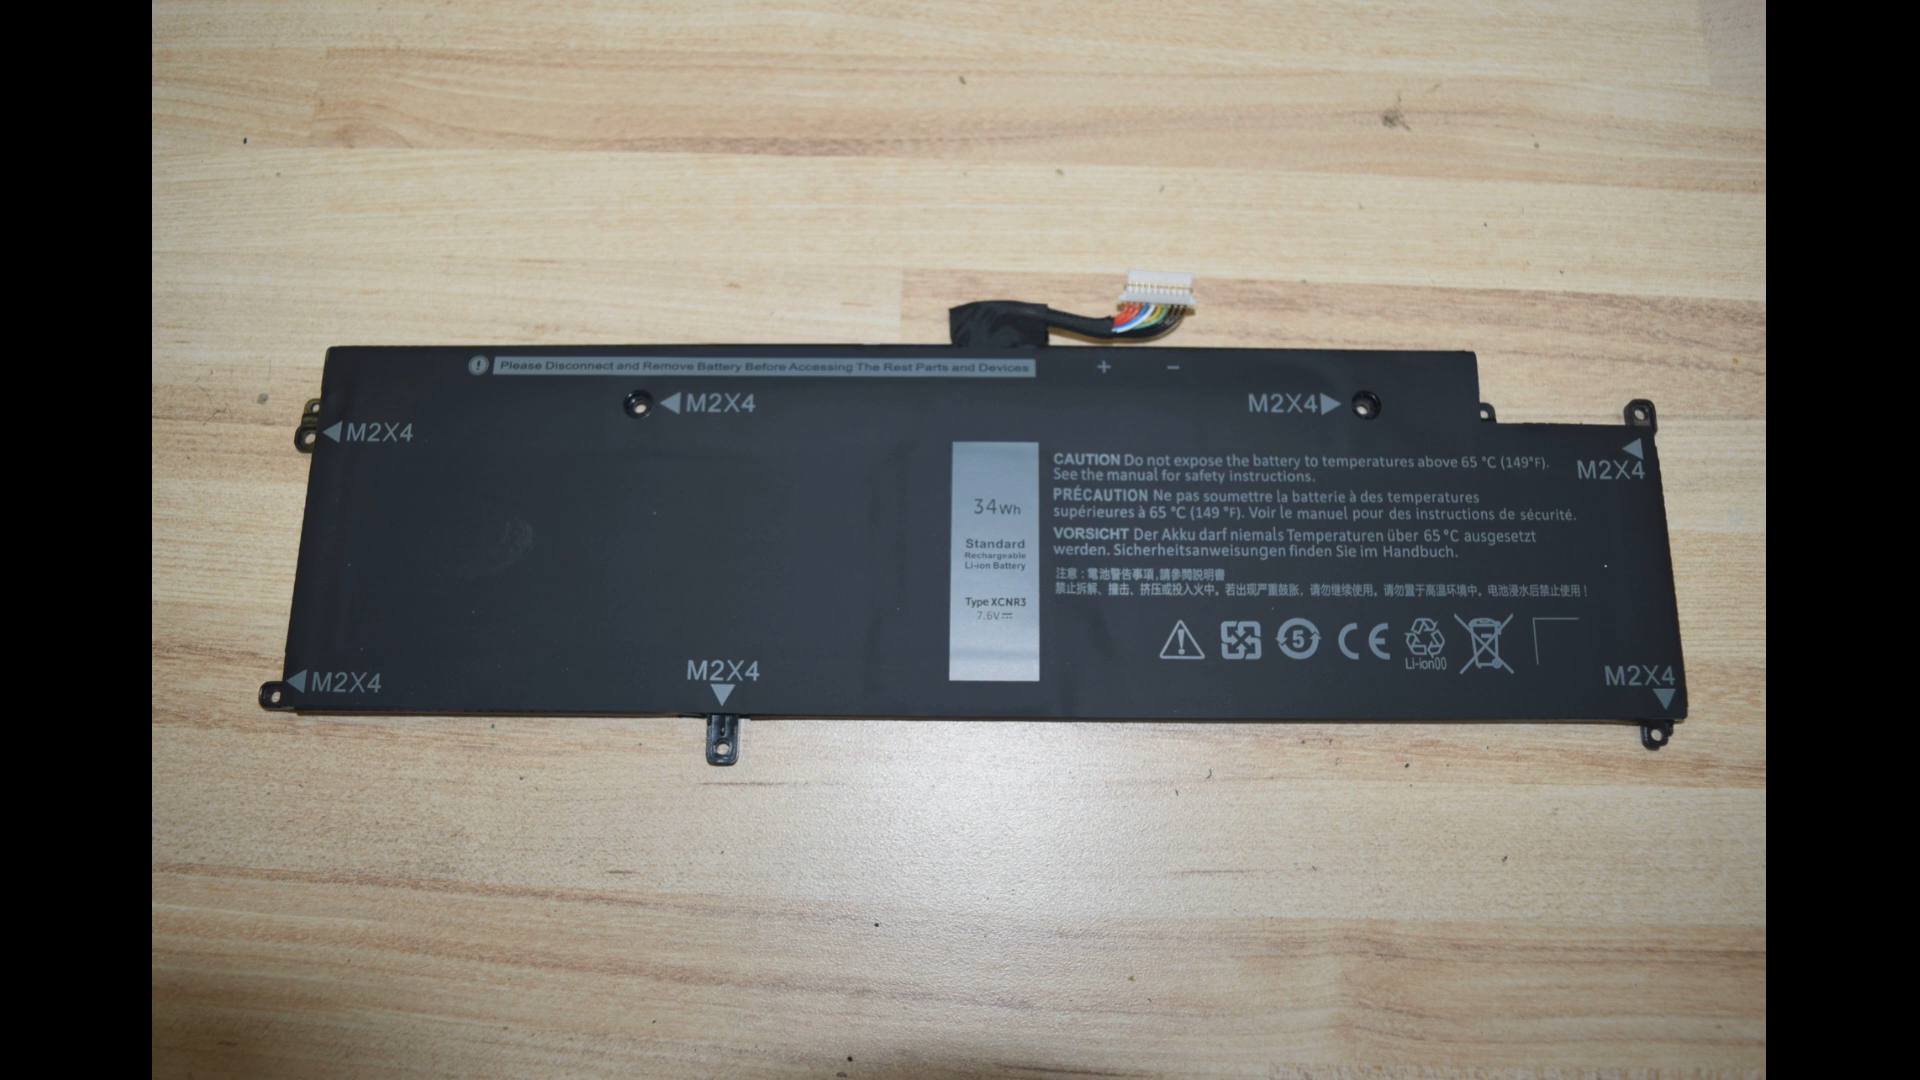 ! Please Disconnect and Remove Battery Before Accessing The Rest Parts and Devices
+ −
M2X4
M2X4
M2X4
M2X4
34Wh
Standard
Rechargeable
Li-ion Battery
Type XCNR3
7.6V⎓
CAUTION Do not expose the battery to temperatures above 65 °C (149°F).
See the manual for safety instructions.
PRÉCAUTION Ne pas soumettre la batterie à des temperatures
supérieures à 65 °C (149 °F). Voir le manuel pour des instructions de sécurité.
VORSICHT Der Akku darf niemals Temperaturen über 65 °C ausgesetzt
werden. Sicherheitsanweisungen finden Sie im Handbuch.
注意：電池警告事項，請參閱説明書
禁止拆解、撞击、挤压或投入火中。若出现严重鼓胀，请勿继续使用。请勿置于高温环境中。电池浸水后禁止使用！
5
CE
Li-ion00
M2X4
M2X4
M2X4